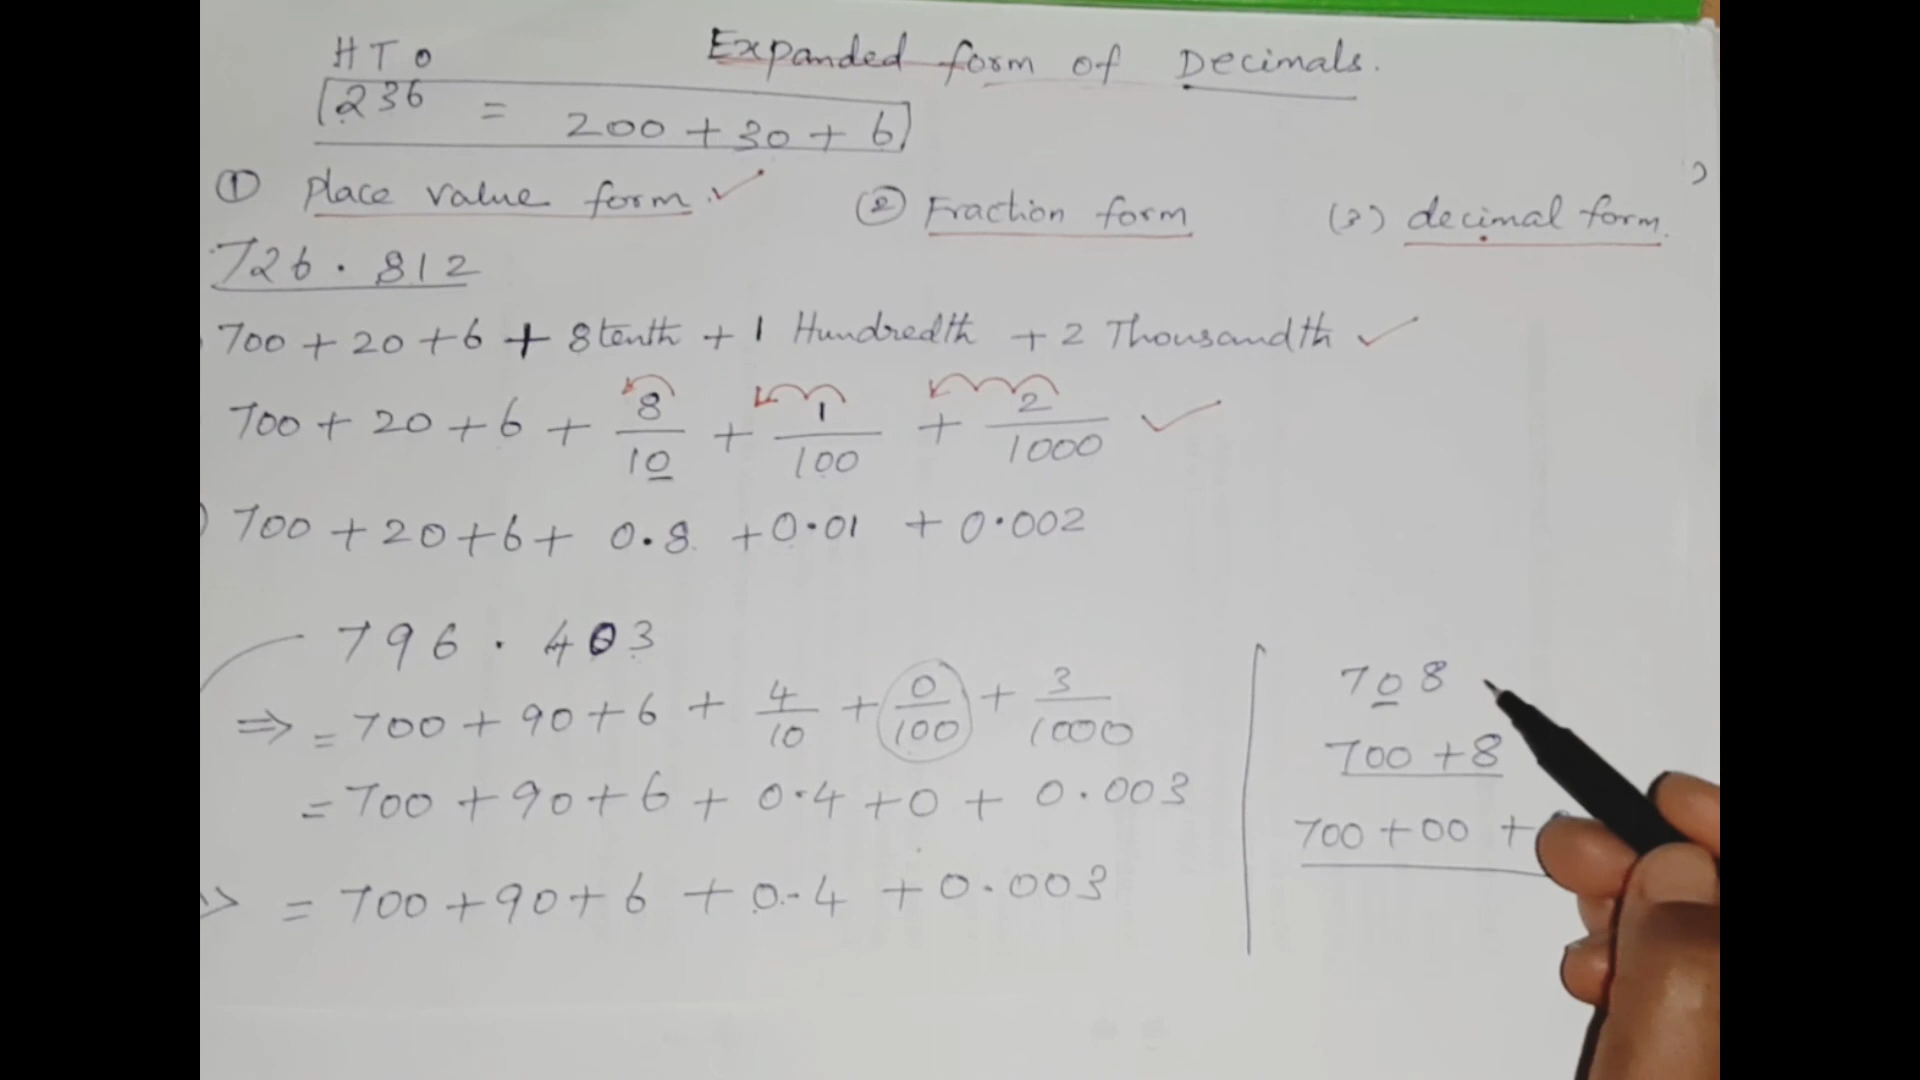 H T O
Expanded form of Decimals.
236 = 200 + 30 + 6
① place value form ✓
② Fraction form
(3) decimal form.
726.812
700 + 20 + 6 + 8 tenth + 1 Hundredth + 2 Thousandth ✓
700 + 20 + 6 + 8/10 + 1/100 + 2/1000 ✓
700 + 20 + 6 + 0.8 + 0.01 + 0.002
796.403
⇒ = 700 + 90 + 6 + 4/10 + 0/100 + 3/1000
= 700 + 90 + 6 + 0.4 + 0 + 0.003
= 700 + 90 + 6 + 0.4 + 0.003
708
700 + 8
700 + 00 +